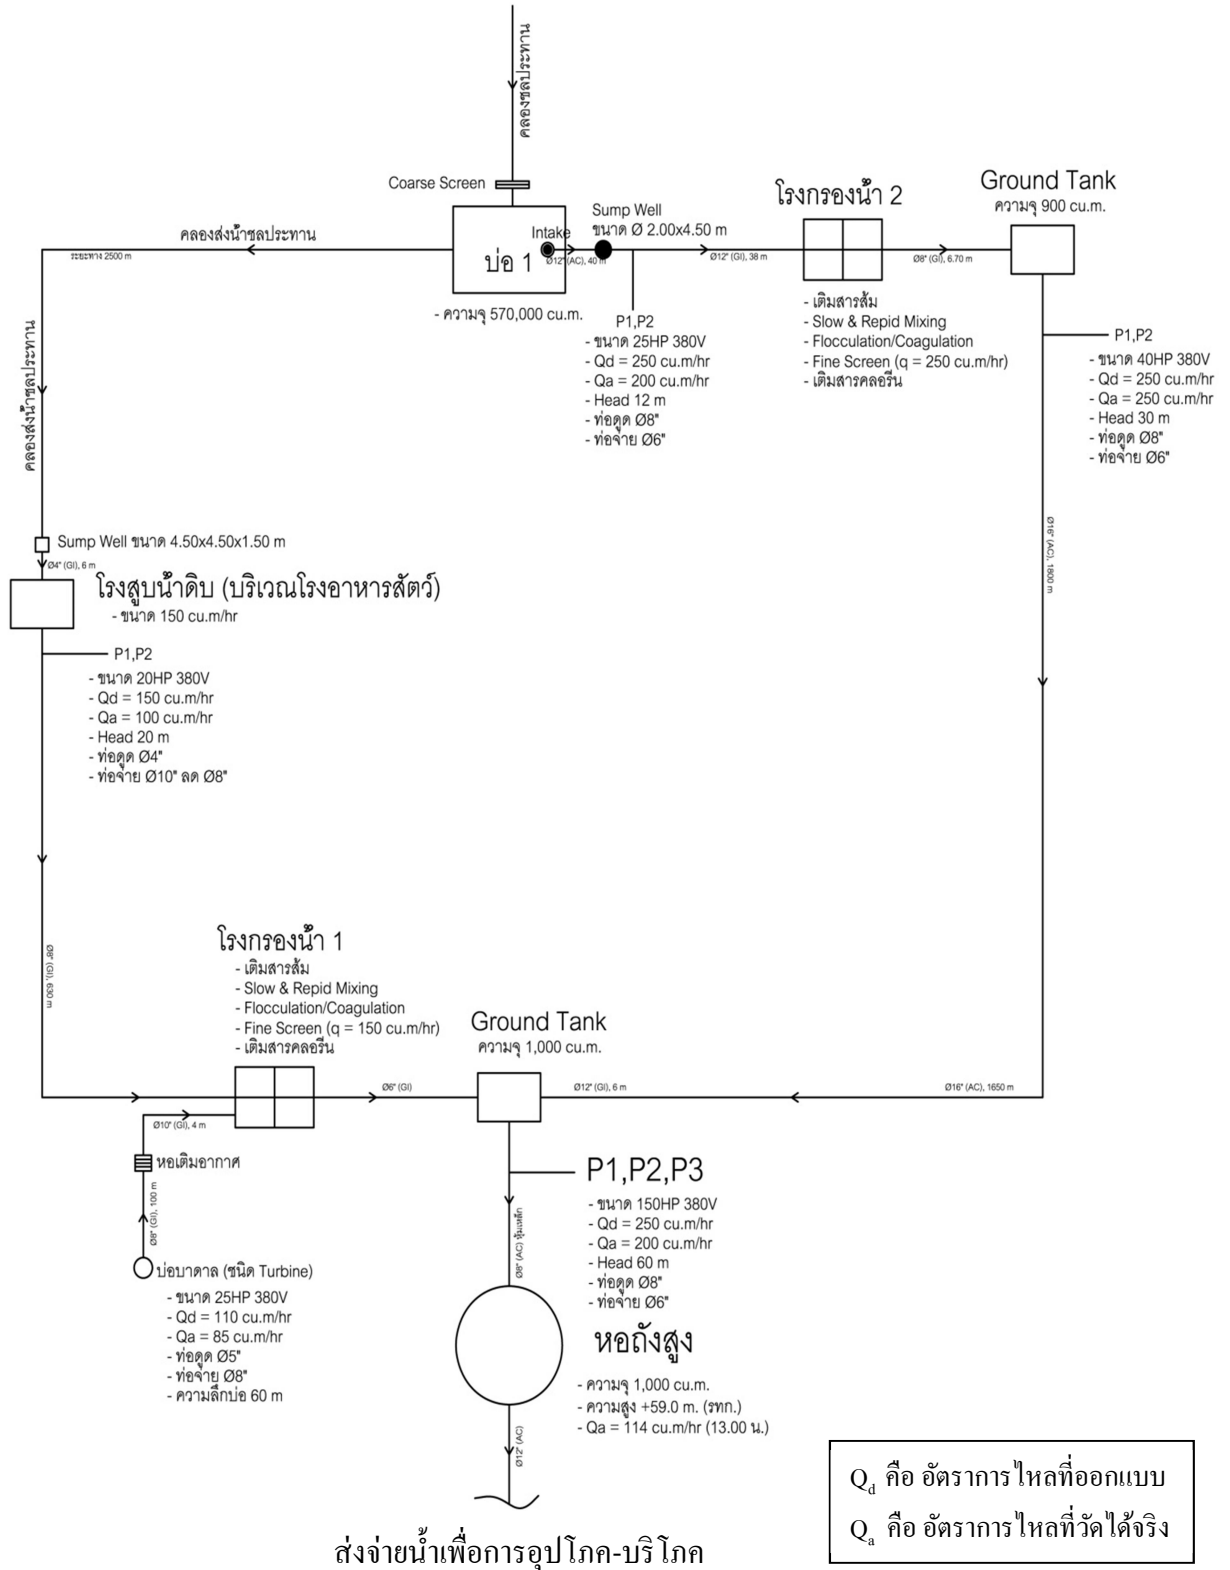 คลองชลประทาน
Coarse Screen
บ่อ 1
- ความจุ 570,000 cu.m.
Intake
Ø12" (AC), 40 m
Sump Well
ขนาด Ø 2.00x4.50 m
Ø12" (GI), 38 m
P1,P2
- ขนาด 25HP 380V
- Qd = 250 cu.m/hr
- Qa = 200 cu.m/hr
- Head 12 m
- ท่อดูด Ø8"
- ท่อจ่าย Ø6"
โรงกรองน้ำ 2
- เติมสารส้ม
- Slow & Repid Mixing
- Flocculation/Coagulation
- Fine Screen (q = 250 cu.m/hr)
- เติมสารคลอรีน
Ø8" (GI), 6.70 m
Ground Tank
ความจุ 900 cu.m.
P1,P2
- ขนาด 40HP 380V
- Qd = 250 cu.m/hr
- Qa = 250 cu.m/hr
- Head 30 m
- ท่อดูด Ø8"
- ท่อจ่าย Ø6"
Ø16" (AC), 1800 m
Ø16" (AC), 1650 m
Ø12" (GI), 6 m
คลองส่งน้ำชลประทาน
ระยะทาง 2500 m
คลองส่งน้ำชลประทาน
Sump Well ขนาด 4.50x4.50x1.50 m
Ø4" (GI), 6 m
โรงสูบน้ำดิบ (บริเวณโรงอาหารสัตว์)
- ขนาด 150 cu.m/hr
P1,P2
- ขนาด 20HP 380V
- Qd = 150 cu.m/hr
- Qa = 100 cu.m/hr
- Head 20 m
- ท่อดูด Ø4"
- ท่อจ่าย Ø10" ลด Ø8"
Ø8" (GI), 630 m
โรงกรองน้ำ 1
- เติมสารส้ม
- Slow & Repid Mixing
- Flocculation/Coagulation
- Fine Screen (q = 150 cu.m/hr)
- เติมสารคลอรีน
Ø6" (GI)
Ground Tank
ความจุ 1,000 cu.m.
Ø10" (GI), 4 m
หอเติมอากาศ
Ø8" (GI), 100 m
บ่อบาดาล (ชนิด Turbine)
- ขนาด 25HP 380V
- Qd = 110 cu.m/hr
- Qa = 85 cu.m/hr
- ท่อดูด Ø5"
- ท่อจ่าย Ø8"
- ความลึกบ่อ 60 m
P1,P2,P3
- ขนาด 150HP 380V
- Qd = 250 cu.m/hr
- Qa = 200 cu.m/hr
- Head 60 m
- ท่อดูด Ø8"
- ท่อจ่าย Ø6"
Ø8" (AC) หุ้มเหล็ก
หอถังสูง
- ความจุ 1,000 cu.m.
- ความสูง +59.0 m. (รทก.)
- Qa = 114 cu.m/hr (13.00 น.)
Ø12" (AC)
ส่งจ่ายน้ำเพื่อการอุปโภค-บริโภค
Qd คือ อัตราการไหลที่ออกแบบ
Qa คือ อัตราการไหลที่วัดได้จริง